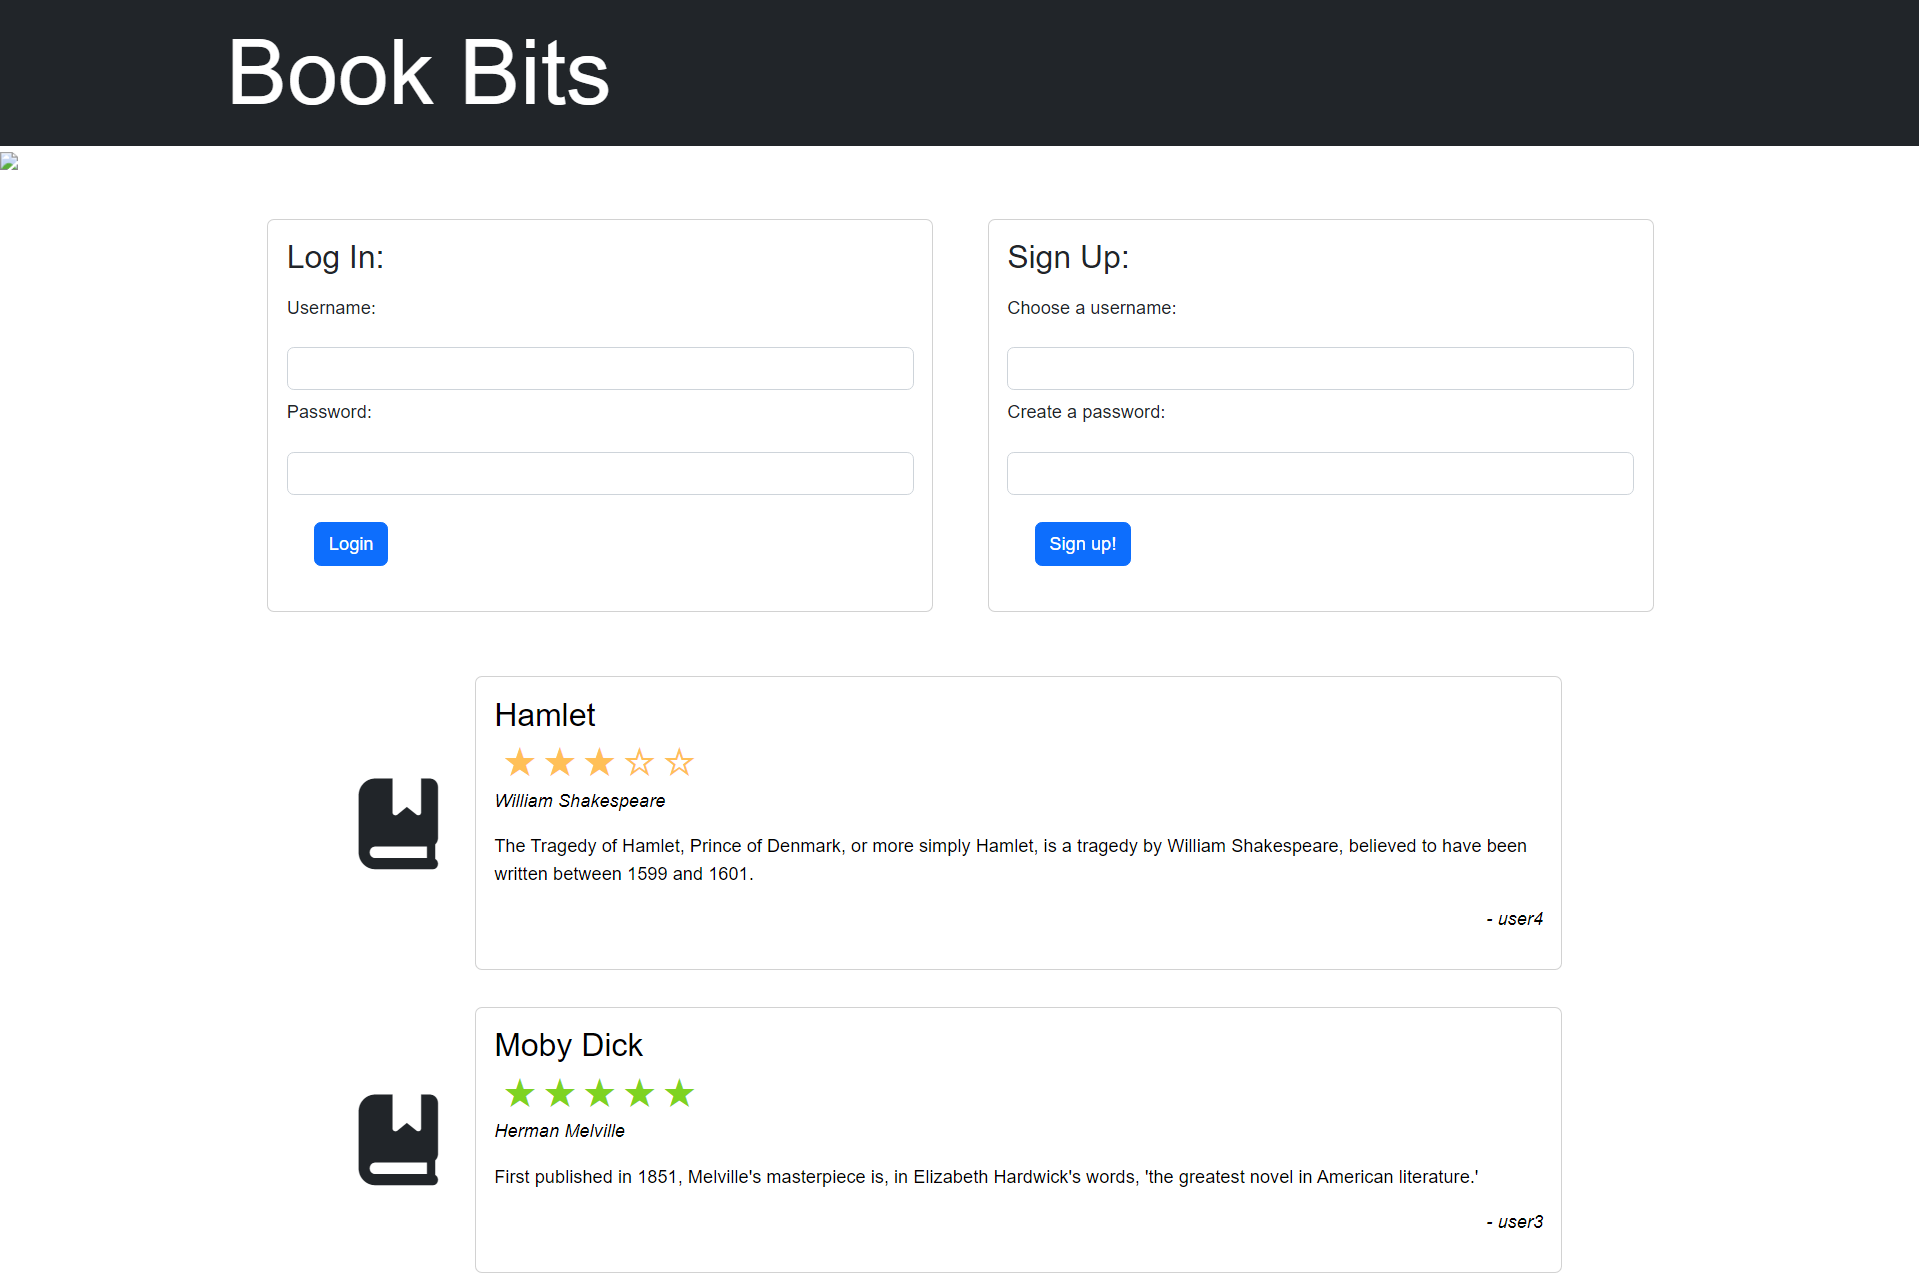 Book Bits
Log In:
Username:
Password:
Login
Sign Up:
Choose a username:
Create a password:
Sign up!
Hamlet
William Shakespeare
The Tragedy of Hamlet, Prince of Denmark, or more simply Hamlet, is a tragedy by William Shakespeare, believed to have been
written between 1599 and 1601.
- user4
Moby Dick
Herman Melville
First published in 1851, Melville's masterpiece is, in Elizabeth Hardwick's words, 'the greatest novel in American literature.'
- user3